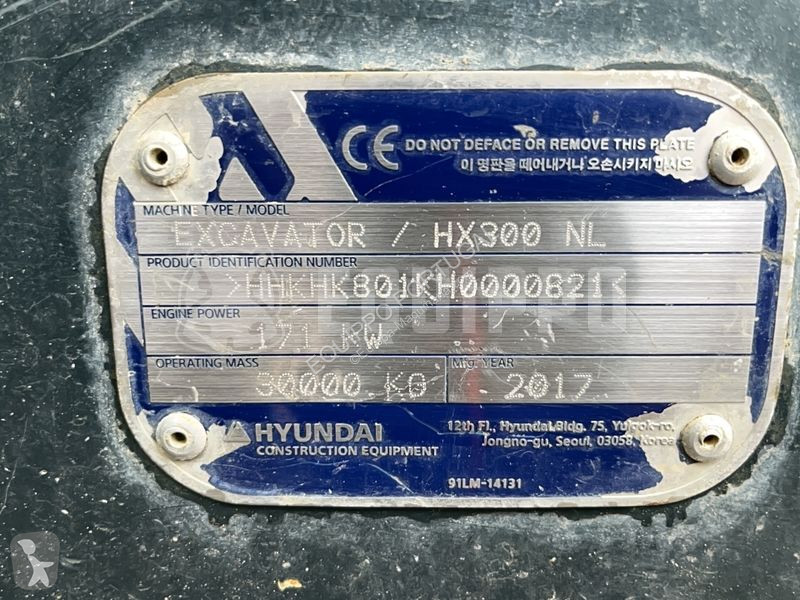 CE DO NOT DEFACE OR REMOVE THIS PLATE
이 명판을 떼어내거나 오손시키지 마시오
MACHINE TYPE / MODEL
EXCAVATOR / HX300 NL
PRODUCT IDENTIFICATION NUMBER
>HHKHK801KH0000821<
ENGINE POWER
171 KW
OPERATING MASS
30000 KG
Mfg. YEAR
2017
HYUNDAI
CONSTRUCTION EQUIPMENT
12th Fl., Hyundai Bldg. 75, Yulgok-ro,
Jongno-gu, Seoul, 03058, Korea
91LM-14131